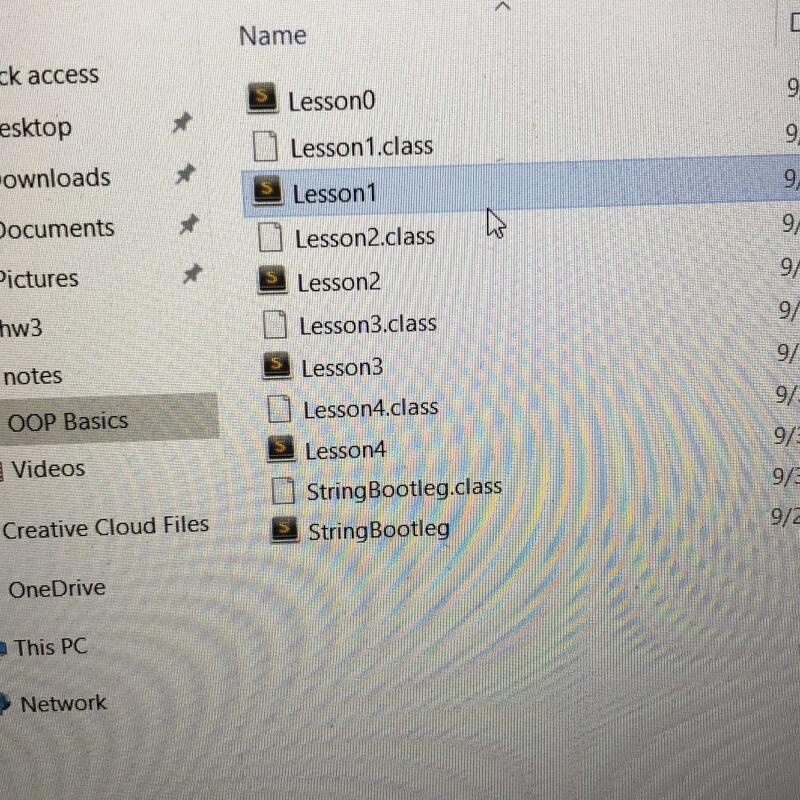 Name
ck access
esktop
ownloads
Documents
Pictures
hw3
notes
OOP Basics
Videos
Creative Cloud Files
OneDrive
This PC
Network
Lesson0
Lesson1.class
Lesson1
Lesson2.class
Lesson2
Lesson3.class
Lesson3
Lesson4.class
Lesson4
StringBootleg.class
StringBootleg
9/
9/
9/
9/
9/
9/
9/
9/
9/3
9/3
9/2